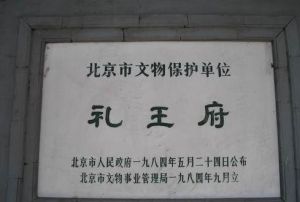 北京市文物保护单位
礼王府
北京市人民政府一九八四年五月二十四日公布
北京市文物事业管理局一九八四年九月立